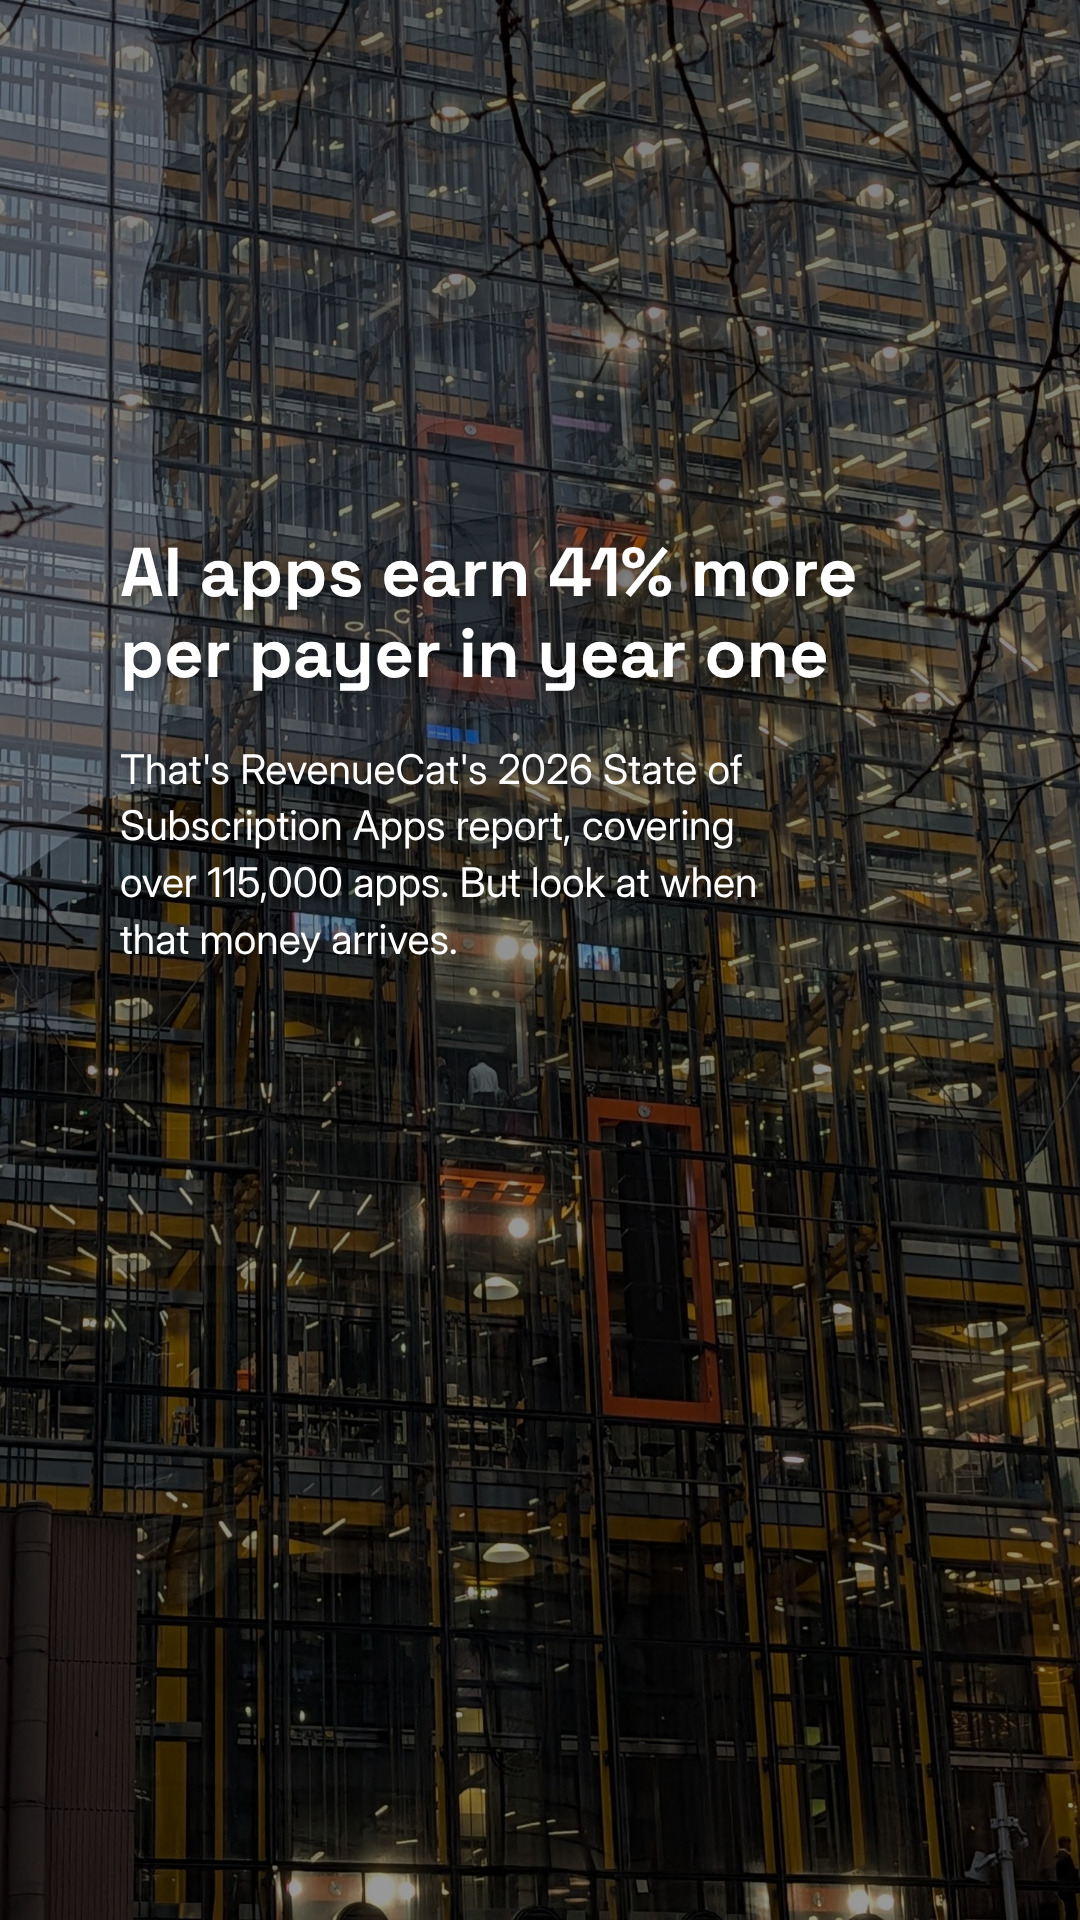 AI apps earn 41% more
per payer in year one
That's RevenueCat's 2026 State of
Subscription Apps report, covering
over 115,000 apps. But look at when
that money arrives.